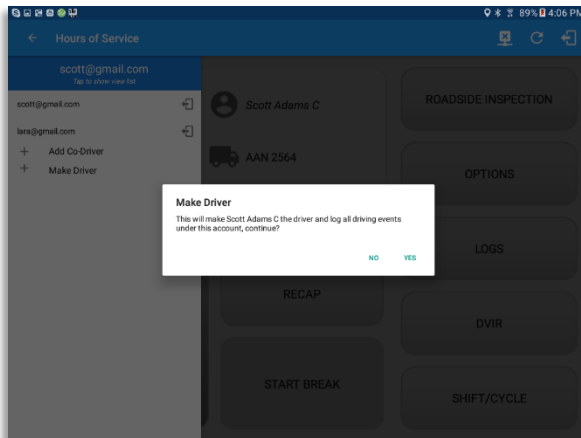 89% 4:06 PM
Hours of Service
scott@gmail.com
Tap to show view list
scott@gmail.com
lara@gmail.com
+ Add Co-Driver
+ Make Driver
Scott Adams C
AAN 2564
ROADSIDE INSPECTION
OPTIONS
LOGS
Make Driver
This will make Scott Adams C the driver and log all driving events
under this account, continue?
NO YES
RECAP
DVIR
START BREAK
SHIFT/CYCLE